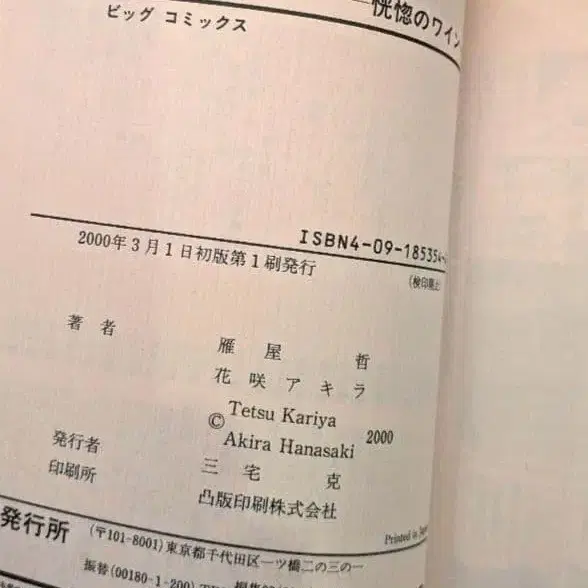 恍惚のワイン
ビッグ コミックス
ISBN4-09-185354-
2000年3月1日初版第1刷発行
(検印廃止)
著者 雁屋 哲
花咲アキラ
© Tetsu Kariya
Akira Hanasaki 2000
発行者 三宅 克
印刷所 凸版印刷株式会社
Printed in
発行所 (〒101-8001)東京都千代田区一ツ橋二の三の一
振替(00180-1-200)